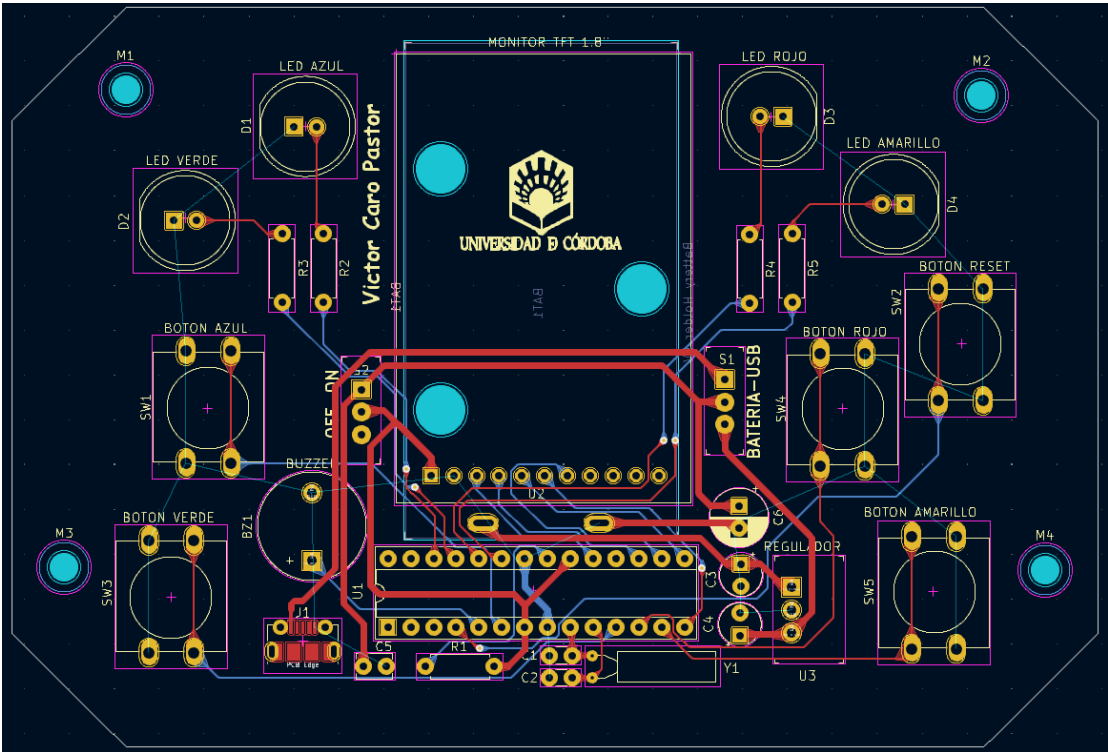 MONITOR TFT 1.8''
M1
M2
LED AZUL
LED ROJO
D1
D3
LED VERDE
LED AMARILLO
D2
D4
Victor Caro Pastor
UNIVERSIDAD D CÓRDOBA
R3
R2
R4
R5
BAT1
BAT1
Battery Holder
BOTON RESET
SW2
BOTON AZUL
BOTON ROJO
SW1
SW4
S2
S1
OFF ON
BATERIA-USB
BUZZER
BZ1
U2
C6
BOTON VERDE
BOTON AMARILLO
M3
M4
REGULADOR
SW3
SW5
U1
C3
C4
J1
PCB Edge
C5
R1
C1
C2
Y1
U3